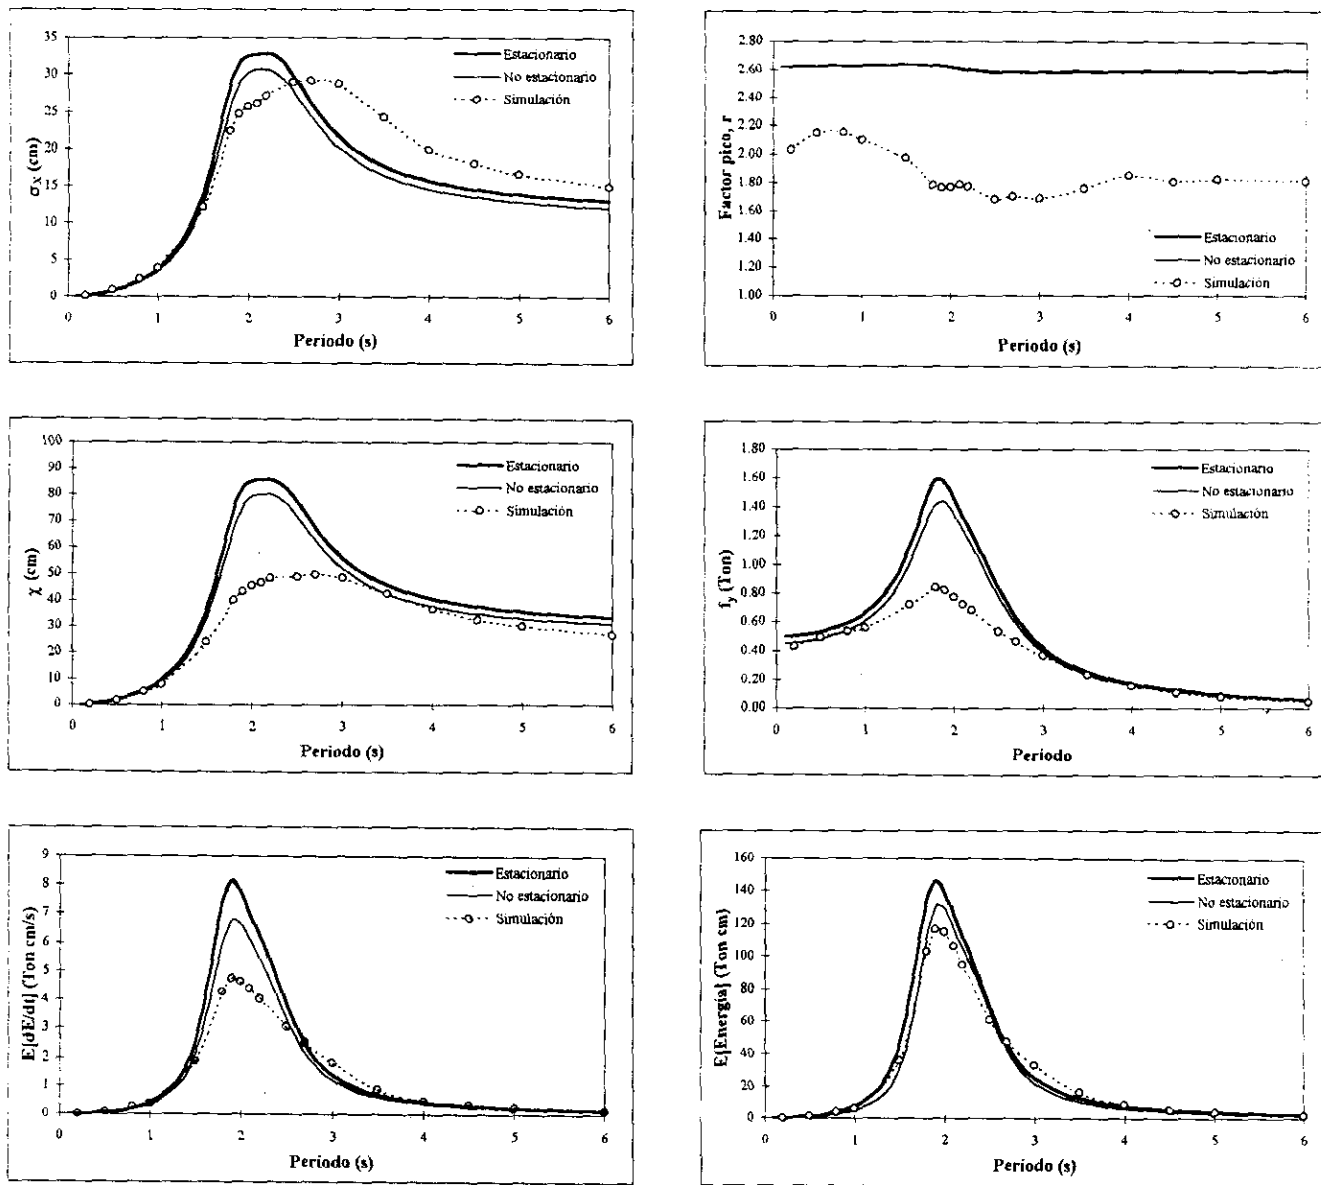 35
30
25
20
15
10
5
0
σx (cm)
0 1 2 3 4 5 6
Período (s)
Estacionario
No estacionario
Simulación
2.80
2.60
2.40
2.20
2.00
1.80
1.60
1.40
1.20
1.00
Factor pico, r
0 1 2 3 4 5 6
Período (s)
Estacionario
No estacionario
Simulación
100
90
80
70
60
50
40
30
20
10
0
χ (cm)
0 1 2 3 4 5 6
Período (s)
Estacionario
No estacionario
Simulación
1.80
1.60
1.40
1.20
1.00
0.80
0.60
0.40
0.20
0.00
fy (Ton)
0 1 2 3 4 5 6
Período
Estacionario
No estacionario
Simulación
9
8
7
6
5
4
3
2
1
0
E[dE/dt] (Ton cm/s)
0 1 2 3 4 5 6
Período (s)
Estacionario
No estacionario
Simulación
160
140
120
100
80
60
40
20
0
E[Energía] (Ton cm)
0 1 2 3 4 5 6
Período (s)
Estacionario
No estacionario
Simulación